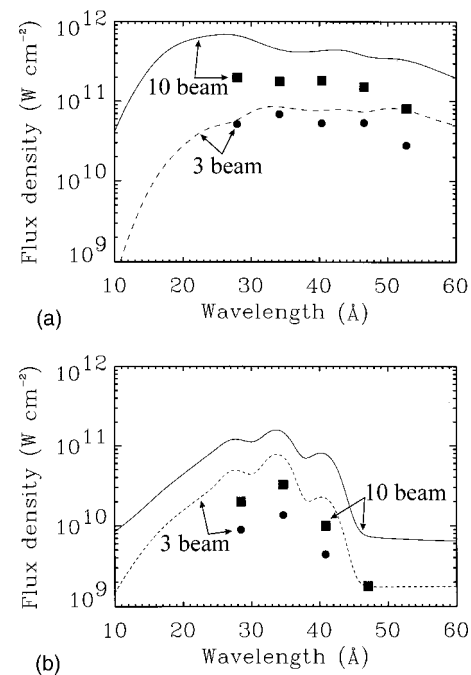 Flux density (W cm⁻²)
10¹²
10¹¹
10¹⁰
10⁹
10 beam
3 beam
10 20 30 40 50 60
Wavelength (Å)
(a)
Flux density (W cm⁻²)
10¹²
10¹¹
10¹⁰
10⁹
10 beam
3 beam
10 20 30 40 50 60
Wavelength (Å)
(b)